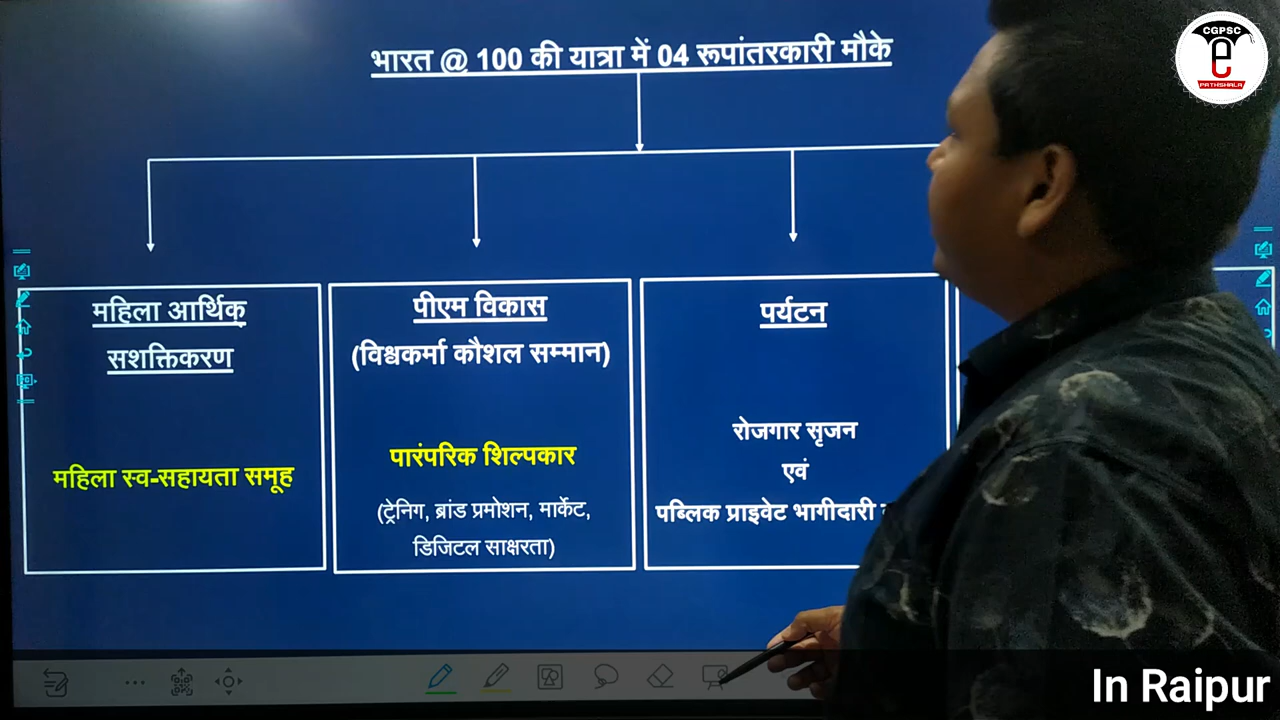 CGPSC
e
PATHSHALA
भारत @ 100 की यात्रा में 04 रूपांतरकारी मौके
महिला आर्थिक
सशक्तिकरण
महिला स्व-सहायता समूह
पीएम विकास
(विश्वकर्मा कौशल सम्मान)
पारंपरिक शिल्पकार
(ट्रेनिग, ब्रांड प्रमोशन, मार्केट,
डिजिटल साक्षरता)
पर्यटन
रोजगार सृजन
एवं
पब्लिक प्राइवेट भागीदारी
In Raipur